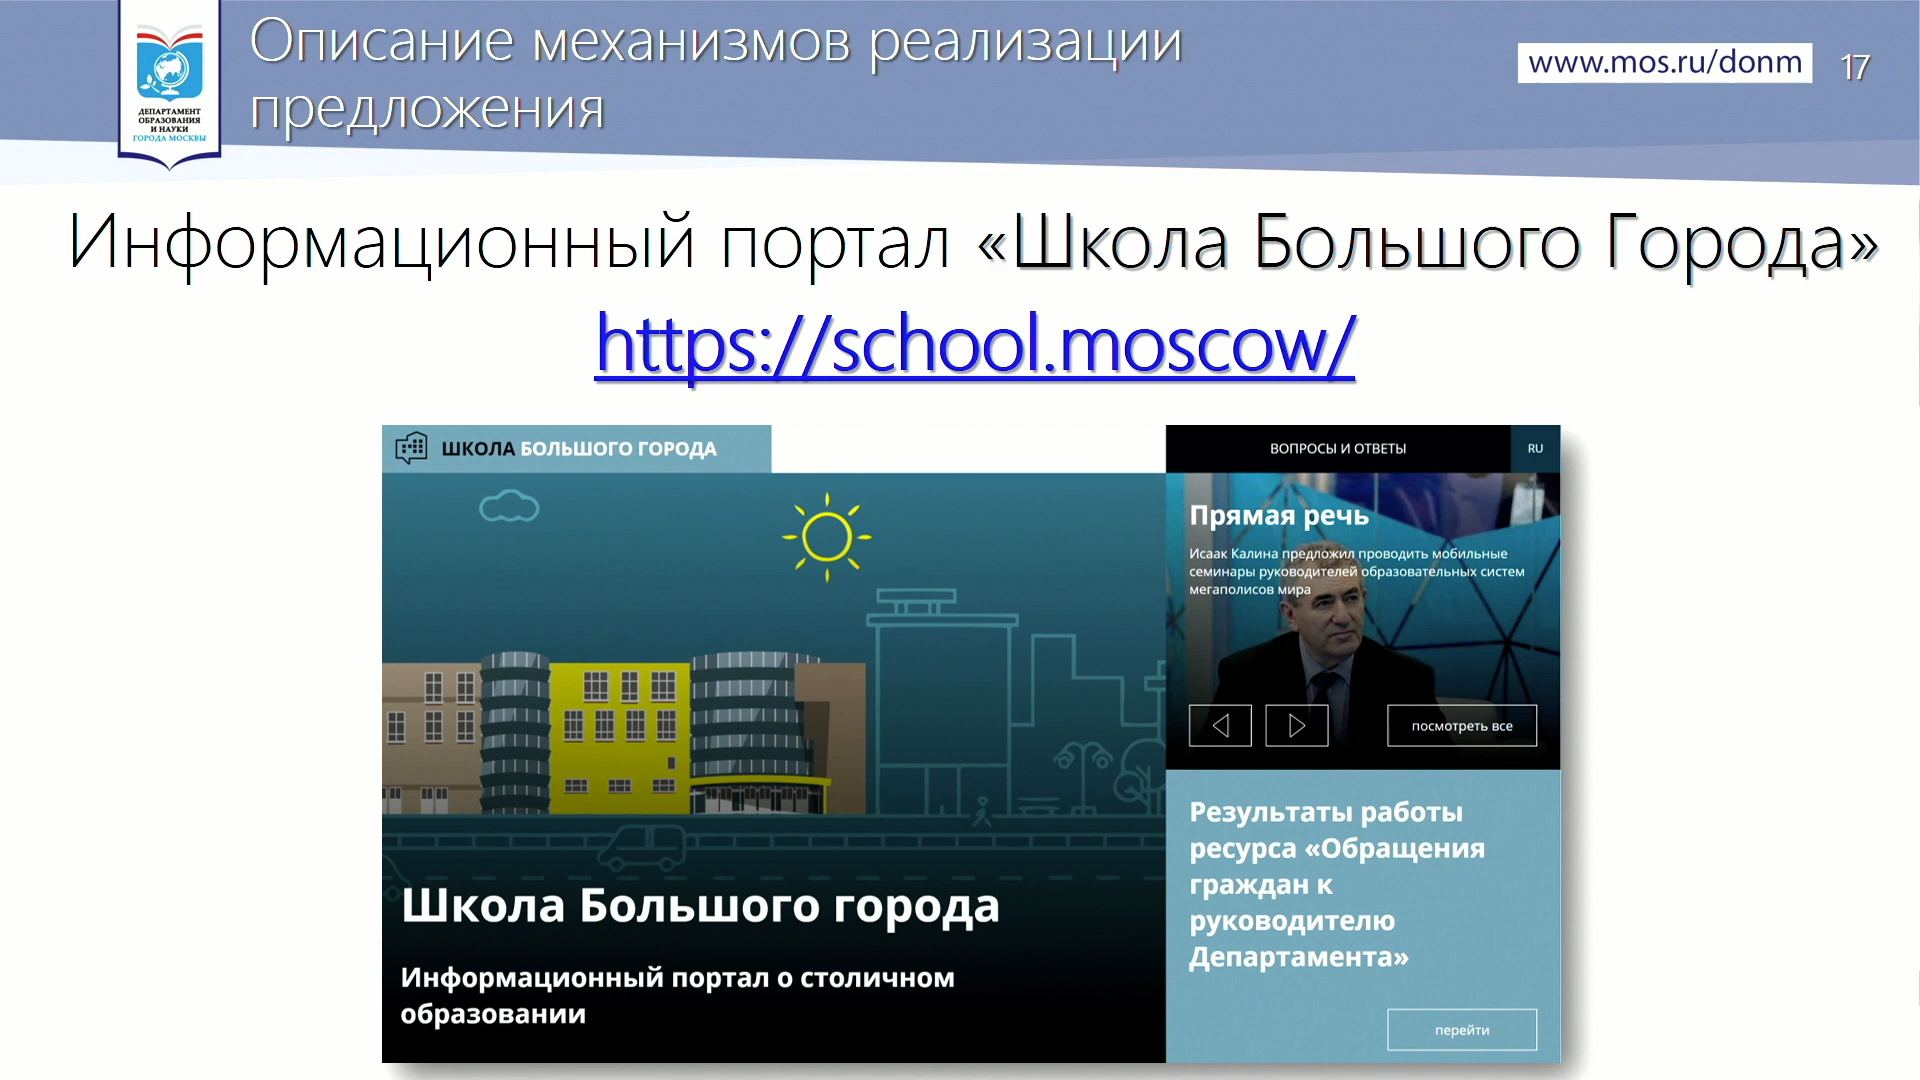 ДЕПАРТАМЕНТ
ОБРАЗОВАНИЯ
И НАУКИ
ГОРОДА МОСКВЫ
Описание механизмов реализации
предложения
www.mos.ru/donm
17
Информационный портал «Школа Большого Города»
https://school.moscow/
ШКОЛА БОЛЬШОГО ГОРОДА
ВОПРОСЫ И ОТВЕТЫ
RU
Прямая речь
Исаак Калина предложил проводить мобильные
семинары руководителей образовательных систем
мегаполисов мира
посмотреть все
Школа Большого города
Информационный портал о столичном
образовании
Результаты работы
ресурса «Обращения
граждан к
руководителю
Департамента»
перейти